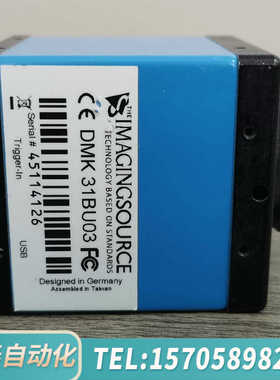 THE
IMAGINGSOURCE
TECHNOLOGY BASED ON STANDARDS
CE DMK 31BU03 FC
Serial # 45114126
Trigger-In
USB
Designed in Germany
Assembled in Taiwan
自动化
TEL:1570589982